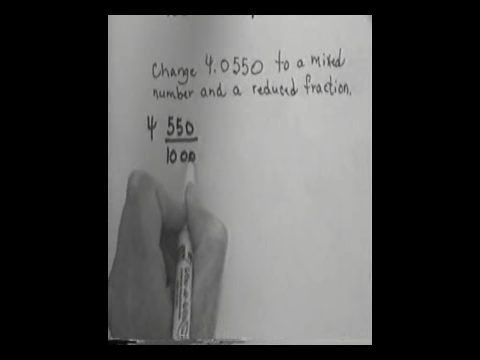 Change 4.0550 to a mixed
number and a reduced fraction.
4 550
1000